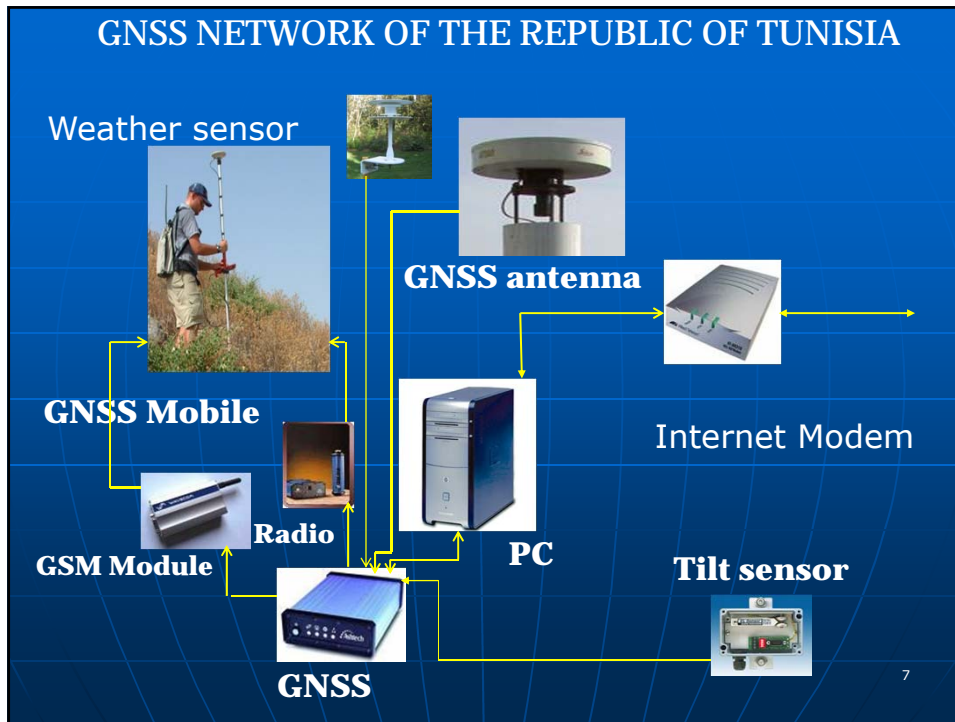 GNSS NETWORK OF THE REPUBLIC OF TUNISIA
Weather sensor
GNSS antenna
GNSS Mobile
Internet Modem
Radio
GSM Module
PC
Tilt sensor
GNSS
7